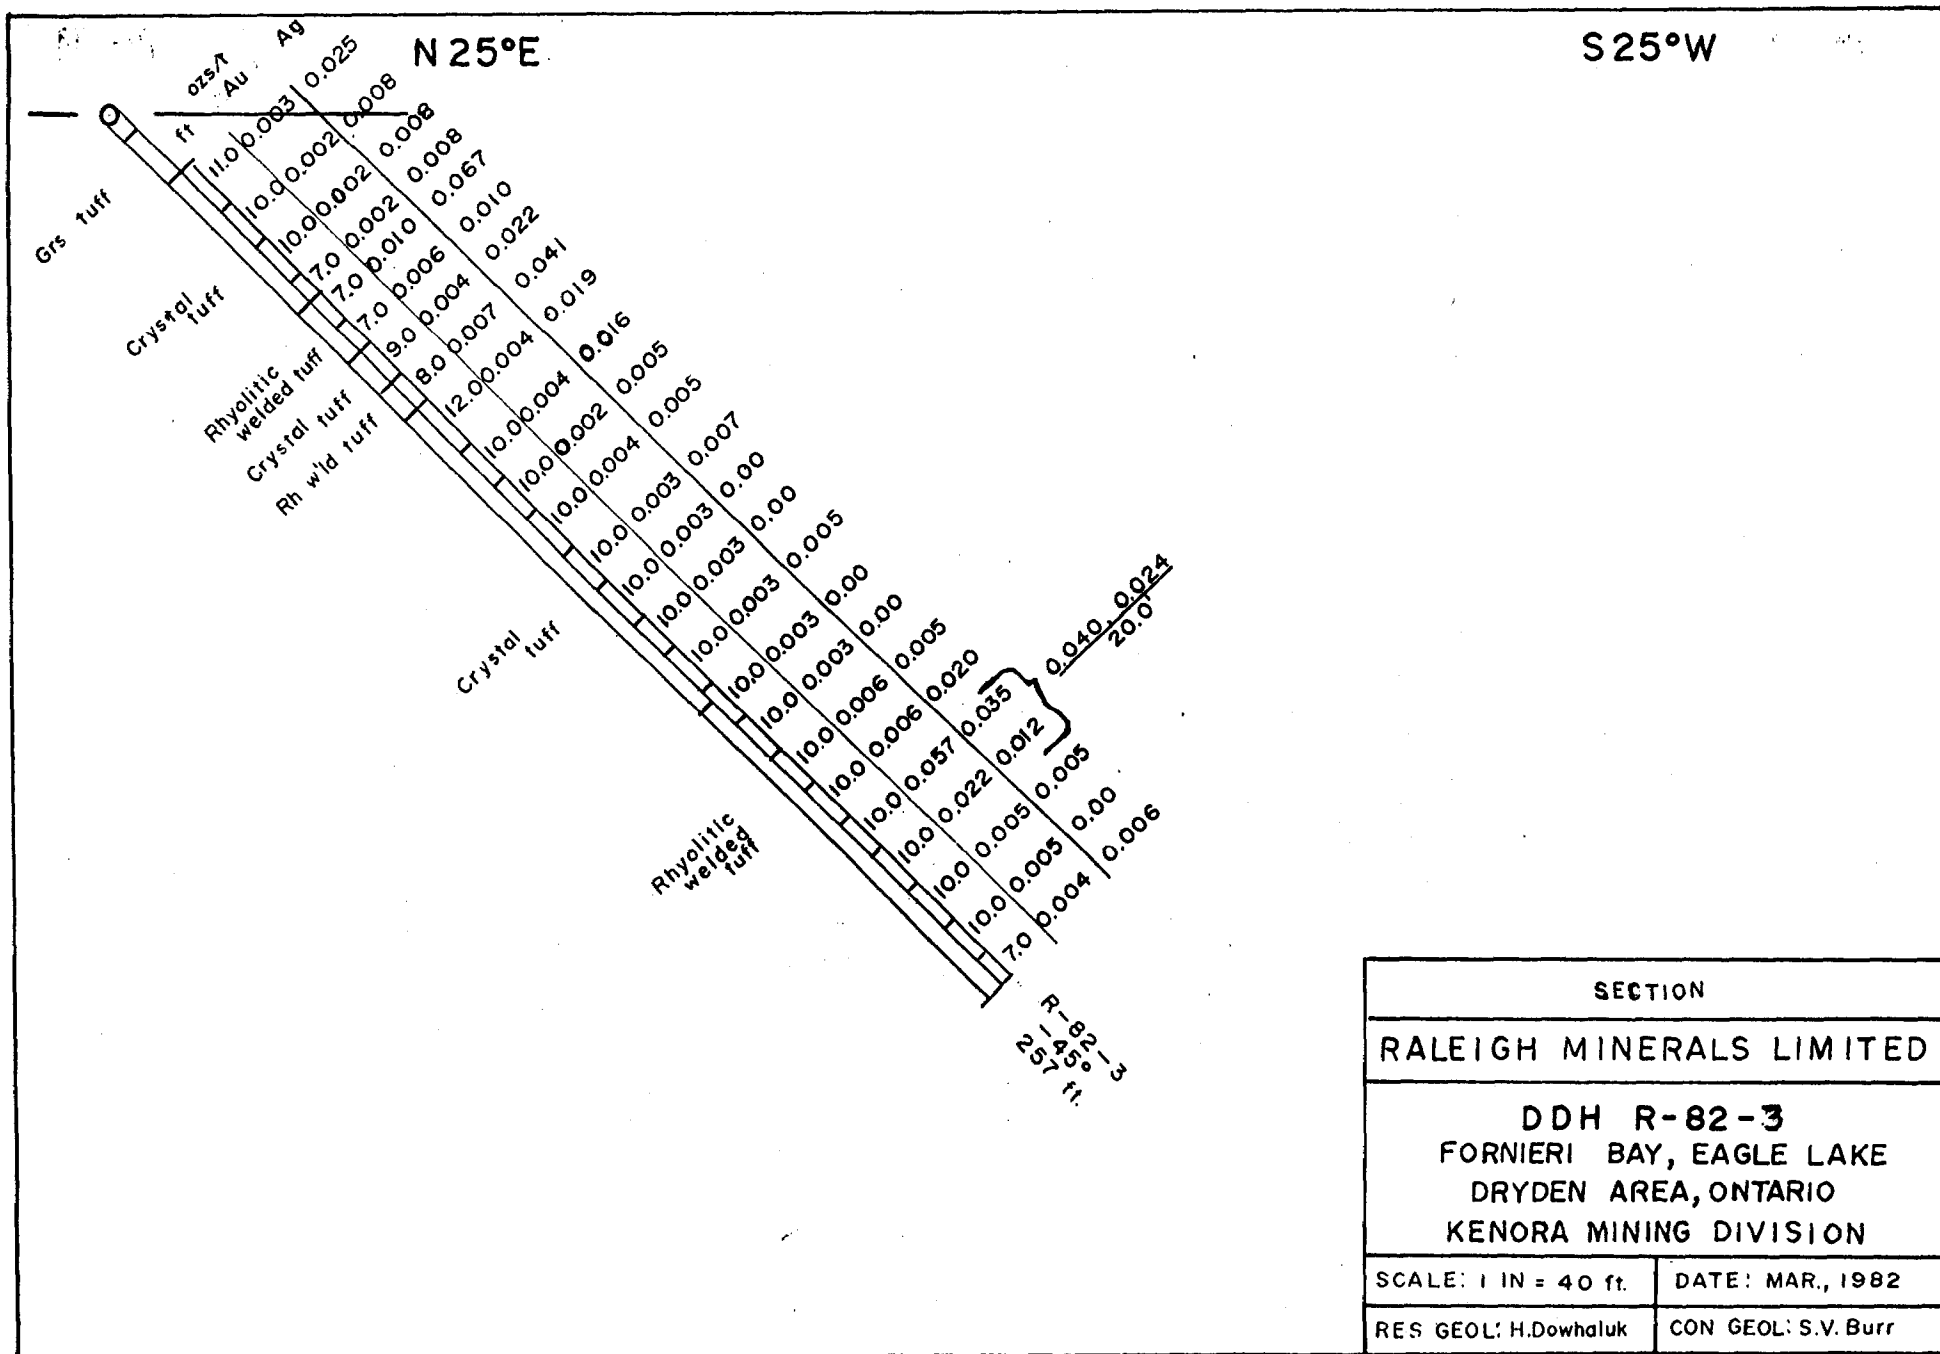 N 25°E
S 25°W
ft
ozs/t
Au
Ag
11.0 0.003 0.025
10.0 0.002 0.008
10.0 0.002 0.008
7.0 0.002 0.008
7.0 0.010 0.067
7.0 0.006 0.010
9.0 0.004 0.022
8.0 0.007 0.041
12.0 0.004 0.019
10.0 0.004 0.016
10.0 0.002 0.005
10.0 0.004 0.005
10.0 0.003 0.007
10.0 0.003 0.00
10.0 0.003 0.00
10.0 0.003 0.005
10.0 0.003 0.00
10.0 0.003 0.00
10.0 0.006 0.005
10.0 0.006 0.020
10.0 0.057 0.035
10.0 0.022 0.012
10.0 0.005 0.005
10.0 0.005 0.00
7.0 0.004 0.006
0.040, 0.024
20.0'
Grs tuff
Crystal
tuff
Rhyolitic
welded tuff
Crystal tuff
Rh w'ld tuff
Crystal
tuff
Rhyolitic
welded
tuff
R-82-3
-45°
257 ft.
SECTION
RALEIGH MINERALS LIMITED
DDH R-82-3
FORNIERI BAY, EAGLE LAKE
DRYDEN AREA, ONTARIO
KENORA MINING DIVISION
SCALE: 1 IN = 40 ft.
DATE: MAR., 1982
RES GEOL: H.Dowhaluk
CON GEOL: S.V. Burr